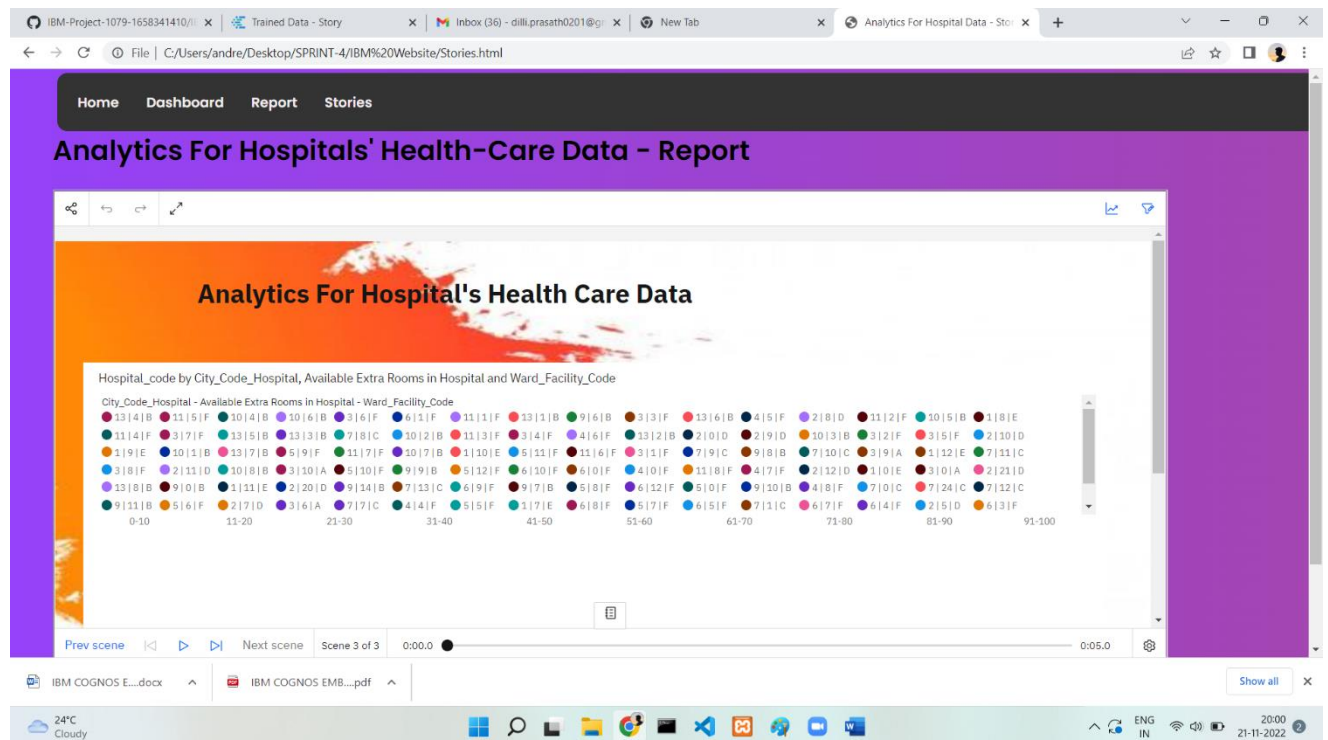 IBM-Project-1079-1658341410/I
Trained Data - Story
Inbox (36) - dilli.prasath0201@g
New Tab
Analytics For Hospital Data - Stor
File | C:/Users/andre/Desktop/SPRINT-4/IBM%20Website/Stories.html
Home Dashboard Report Stories
Analytics For Hospitals' Health-Care Data - Report
Analytics For Hospital's Health Care Data
Hospital_code by City_Code_Hospital, Available Extra Rooms in Hospital and Ward_Facility_Code
City_Code_Hospital - Available Extra Rooms in Hospital - Ward_Facility_Code
13|4|B 11|5|F 10|4|B 10|6|B 3|6|F 6|1|F 11|1|F 13|1|B 9|6|B 3|3|F 13|6|B 4|5|F 2|8|D 11|2|F 10|5|B 1|8|E
11|4|F 3|7|F 13|5|B 13|3|B 7|8|C 10|2|B 11|3|F 3|4|F 4|6|F 13|2|B 2|0|D 2|9|D 10|3|B 3|2|F 3|5|F 2|10|D
1|9|E 10|1|B 13|7|B 5|9|F 11|7|F 10|7|B 1|10|E 5|11|F 11|6|F 3|1|F 7|9|C 9|8|B 7|10|C 3|9|A 1|12|E 7|11|C
3|8|F 2|11|D 10|8|B 3|10|A 5|10|F 9|9|B 5|12|F 6|10|F 6|0|F 4|0|F 11|8|F 4|7|F 2|12|D 1|0|E 3|0|A 2|21|D
13|8|B 9|0|B 1|11|E 2|20|D 9|14|B 7|13|C 6|9|F 9|7|B 5|8|F 6|12|F 5|0|F 9|10|B 4|8|F 7|0|C 7|24|C 7|12|C
9|11|B 5|6|F 2|7|D 3|6|A 7|7|C 4|4|F 5|5|F 1|7|E 6|8|F 5|7|F 6|5|F 7|1|C 6|7|F 6|4|F 2|5|D 6|3|F
0-10 11-20 21-30 31-40 41-50 51-60 61-70 71-80 81-90 91-100
Prev scene Next scene Scene 3 of 3 0:00.0 0:05.0
IBM COGNOS E....docx IBM COGNOS EMB....pdf Show all
24°C ENG 20:00
Cloudy IN 21-11-2022 2